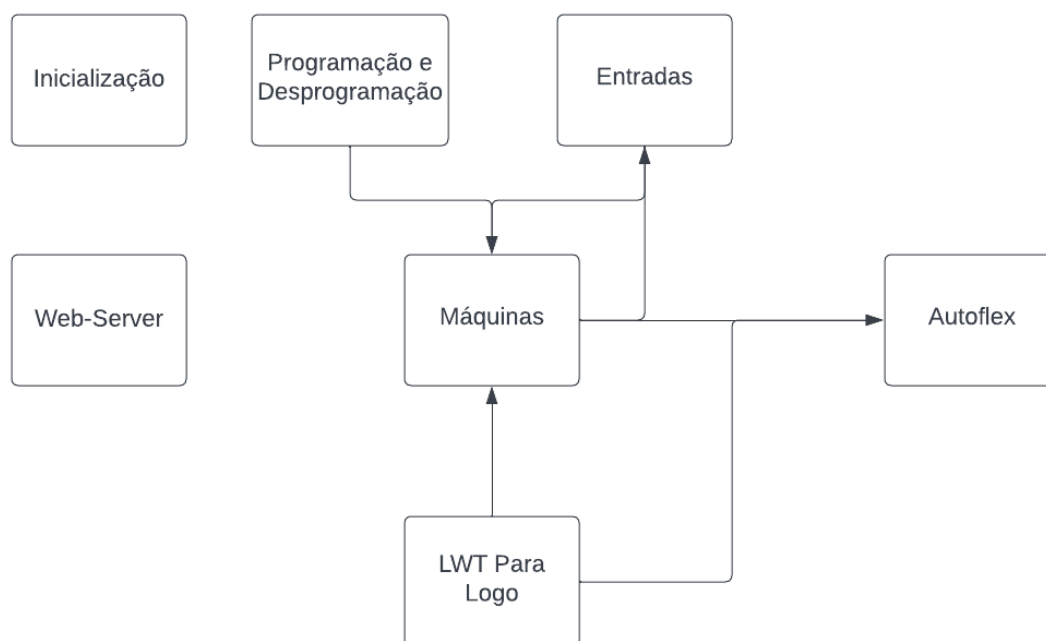 Inicialização
Programação e
Desprogramação
Entradas
Web-Server
Máquinas
Autoflex
LWT Para
Logo